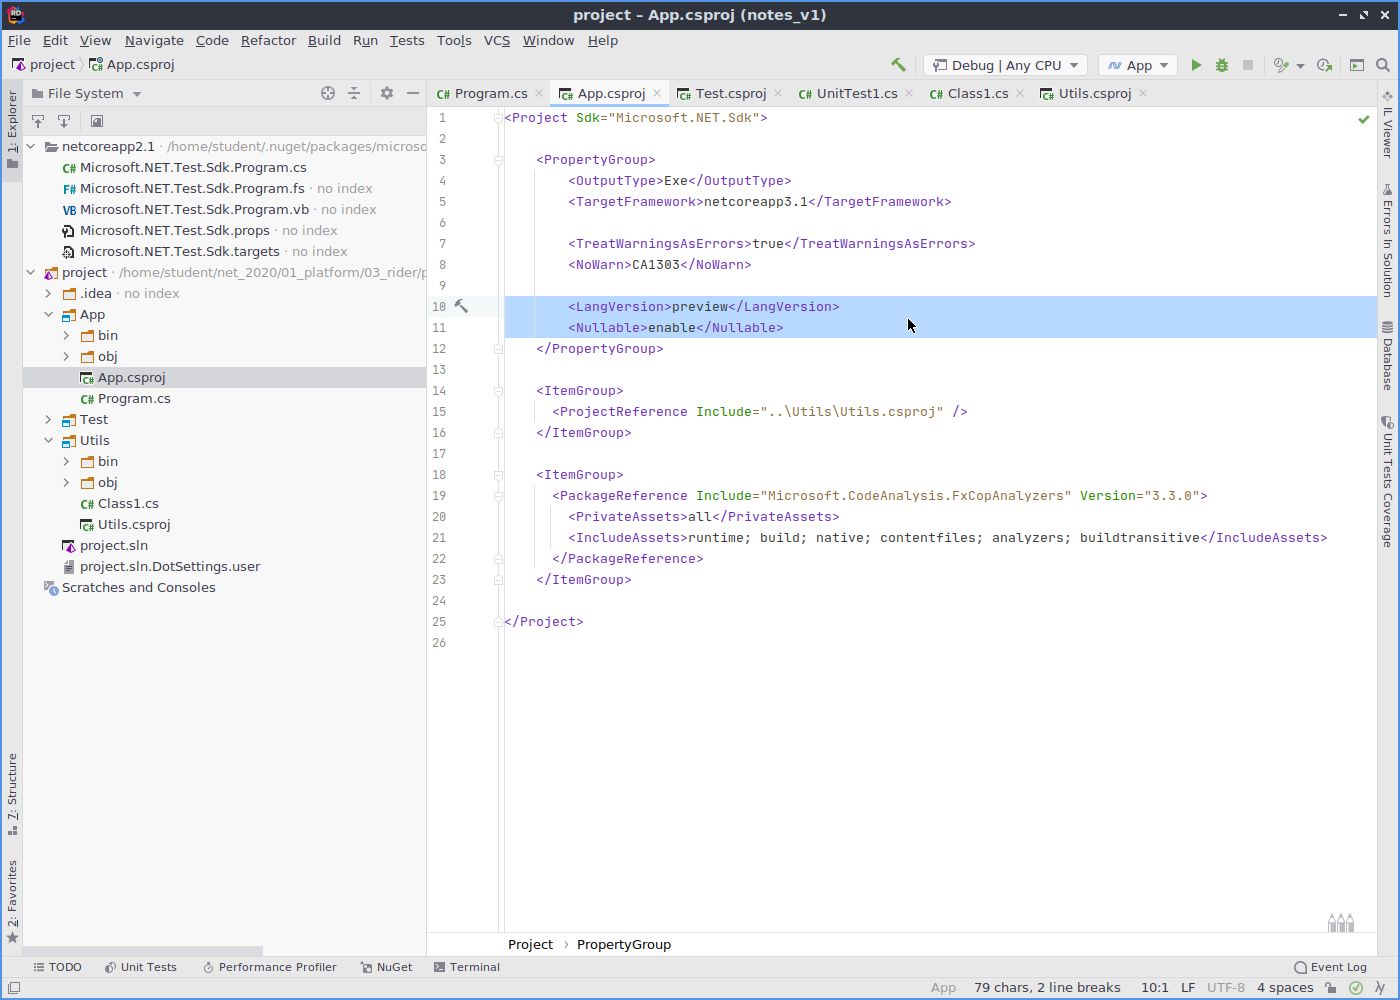 project – App.csproj (notes_v1)
File Edit View Navigate Code Refactor Build Run Tests Tools VCS Window Help
project App.csproj Debug | Any CPU App
1: Explorer
File System
Program.cs App.csproj Test.csproj UnitTest1.cs Class1.cs Utils.csproj
netcoreapp2.1 · /home/student/.nuget/packages/microsc
Microsoft.NET.Test.Sdk.Program.cs
Microsoft.NET.Test.Sdk.Program.fs · no index
Microsoft.NET.Test.Sdk.Program.vb · no index
Microsoft.NET.Test.Sdk.props · no index
Microsoft.NET.Test.Sdk.targets · no index
project · /home/student/net_2020/01_platform/03_rider/p
.idea · no index
App
bin
obj
App.csproj
Program.cs
Test
Utils
bin
obj
Class1.cs
Utils.csproj
project.sln
project.sln.DotSettings.user
Scratches and Consoles
7: Structure
2: Favorites
1 <Project Sdk="Microsoft.NET.Sdk">
2
3 <PropertyGroup>
4 <OutputType>Exe</OutputType>
5 <TargetFramework>netcoreapp3.1</TargetFramework>
6
7 <TreatWarningsAsErrors>true</TreatWarningsAsErrors>
8 <NoWarn>CA1303</NoWarn>
9
10 <LangVersion>preview</LangVersion>
11 <Nullable>enable</Nullable>
12 </PropertyGroup>
13
14 <ItemGroup>
15 <ProjectReference Include="..\Utils\Utils.csproj" />
16 </ItemGroup>
17
18 <ItemGroup>
19 <PackageReference Include="Microsoft.CodeAnalysis.FxCopAnalyzers" Version="3.3.0">
20 <PrivateAssets>all</PrivateAssets>
21 <IncludeAssets>runtime; build; native; contentfiles; analyzers; buildtransitive</IncludeAssets>
22 </PackageReference>
23 </ItemGroup>
24
25 </Project>
26
IL Viewer
Errors In Solution
Database
Unit Tests Coverage
Project › PropertyGroup
TODO Unit Tests Performance Profiler NuGet Terminal Event Log
App 79 chars, 2 line breaks 10:1 LF UTF-8 4 spaces